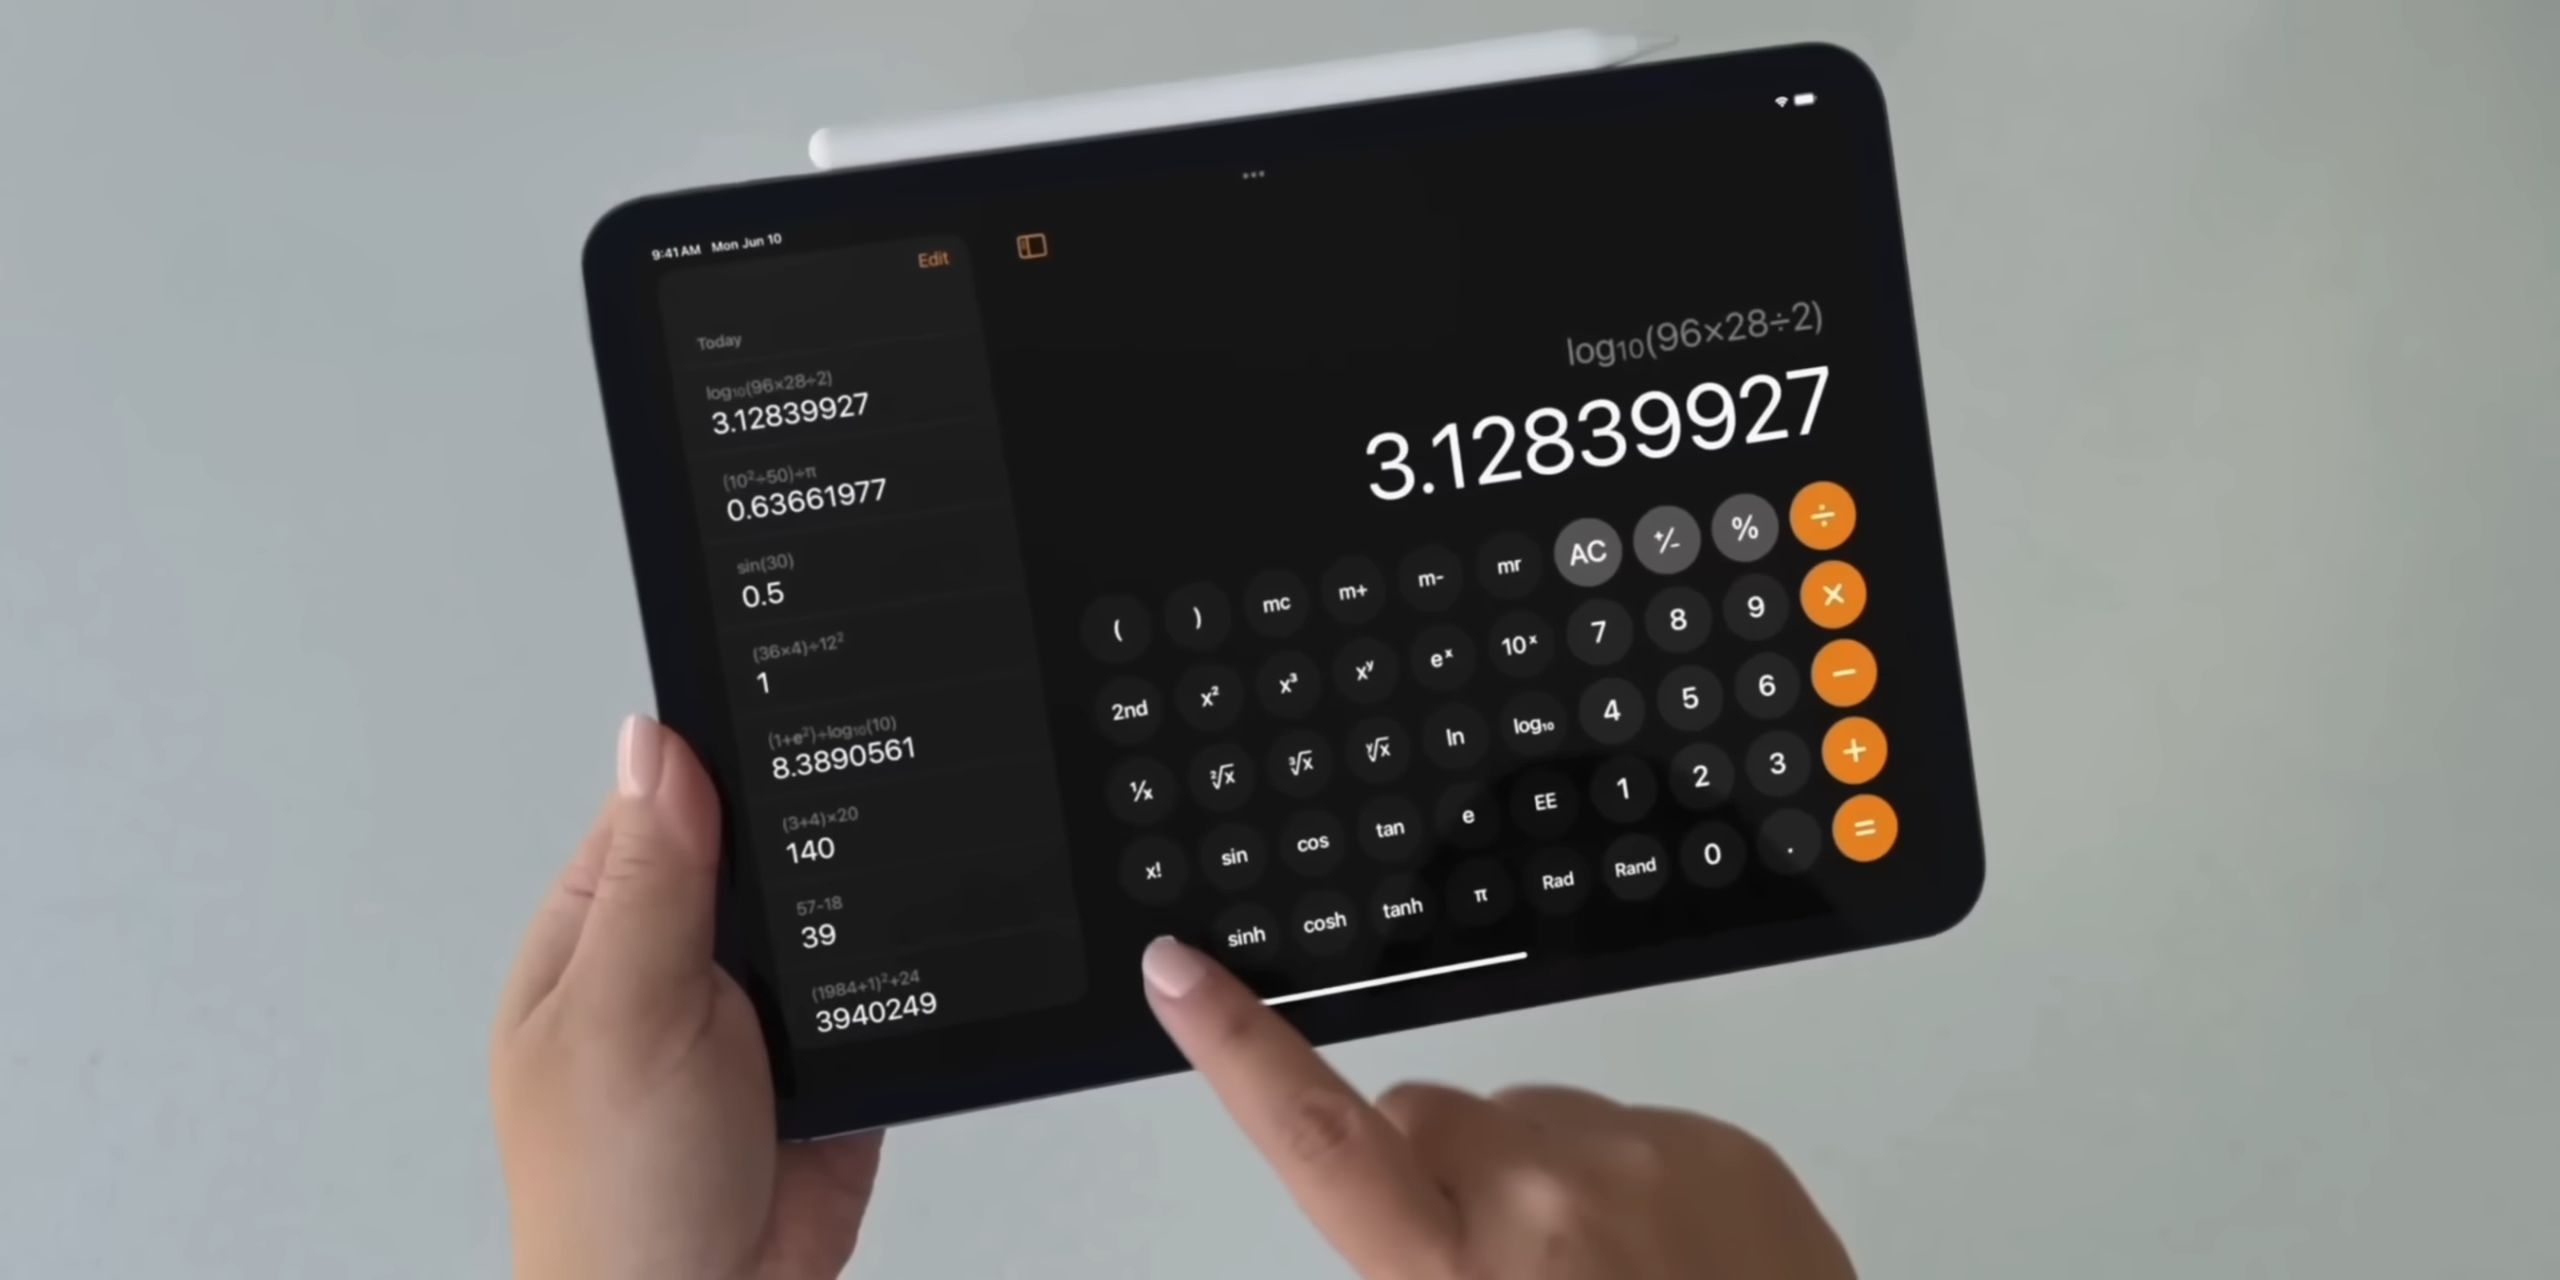 9:41 AM Mon Jun 10
Edit
Today
log₁₀(96×28÷2)
3.12839927
(10²÷50)÷π
0.63661977
sin(30)
0.5
(36×4)÷12²
1
(1+e²)÷log₁₀(10)
8.3890561
(3+4)×20
140
57-18
39
(1984+1)²+24
3940249
log₁₀(96×28÷2)
3.12839927
( ) mc m+ m- mr AC +/− % ÷
2nd x² x³ xʸ eˣ 10ˣ 7 8 9 ×
1/x ²√x ³√x ʸ√x ln log₁₀ 4 5 6 −
x! sin cos tan e EE 1 2 3 +
sinh cosh tanh π Rad Rand 0 . =